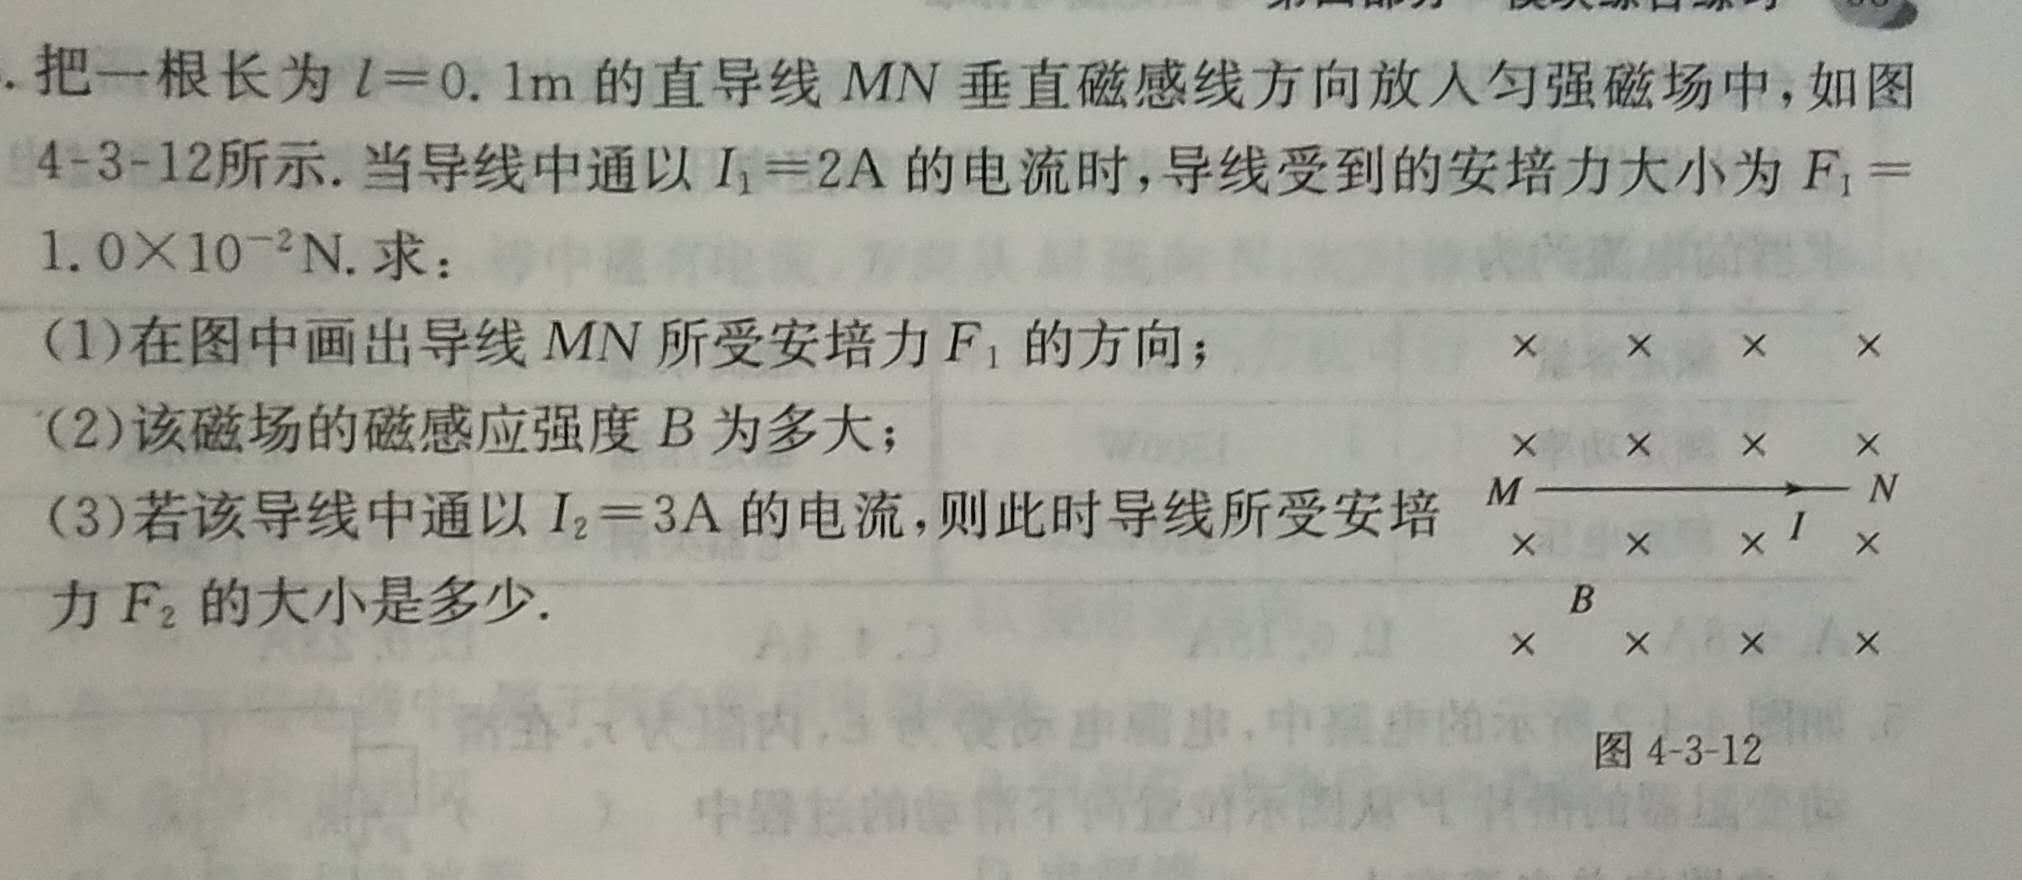 .把一根长为 l=0.1m 的直导线 MN 垂直磁感线方向放入匀强磁场中,如图
4-3-12所示.当导线中通以 I₁=2A 的电流时,导线受到的安培力大小为 F₁=
1.0×10⁻²N.求:
(1)在图中画出导线 MN 所受安培力 F₁ 的方向;
(2)该磁场的磁感应强度 B 为多大;
(3)若该导线中通以 I₂=3A 的电流,则此时导线所受安培
力 F₂ 的大小是多少.
× × × ×
× × × ×
M N
I
× × × ×
B
× × × ×
图 4-3-12